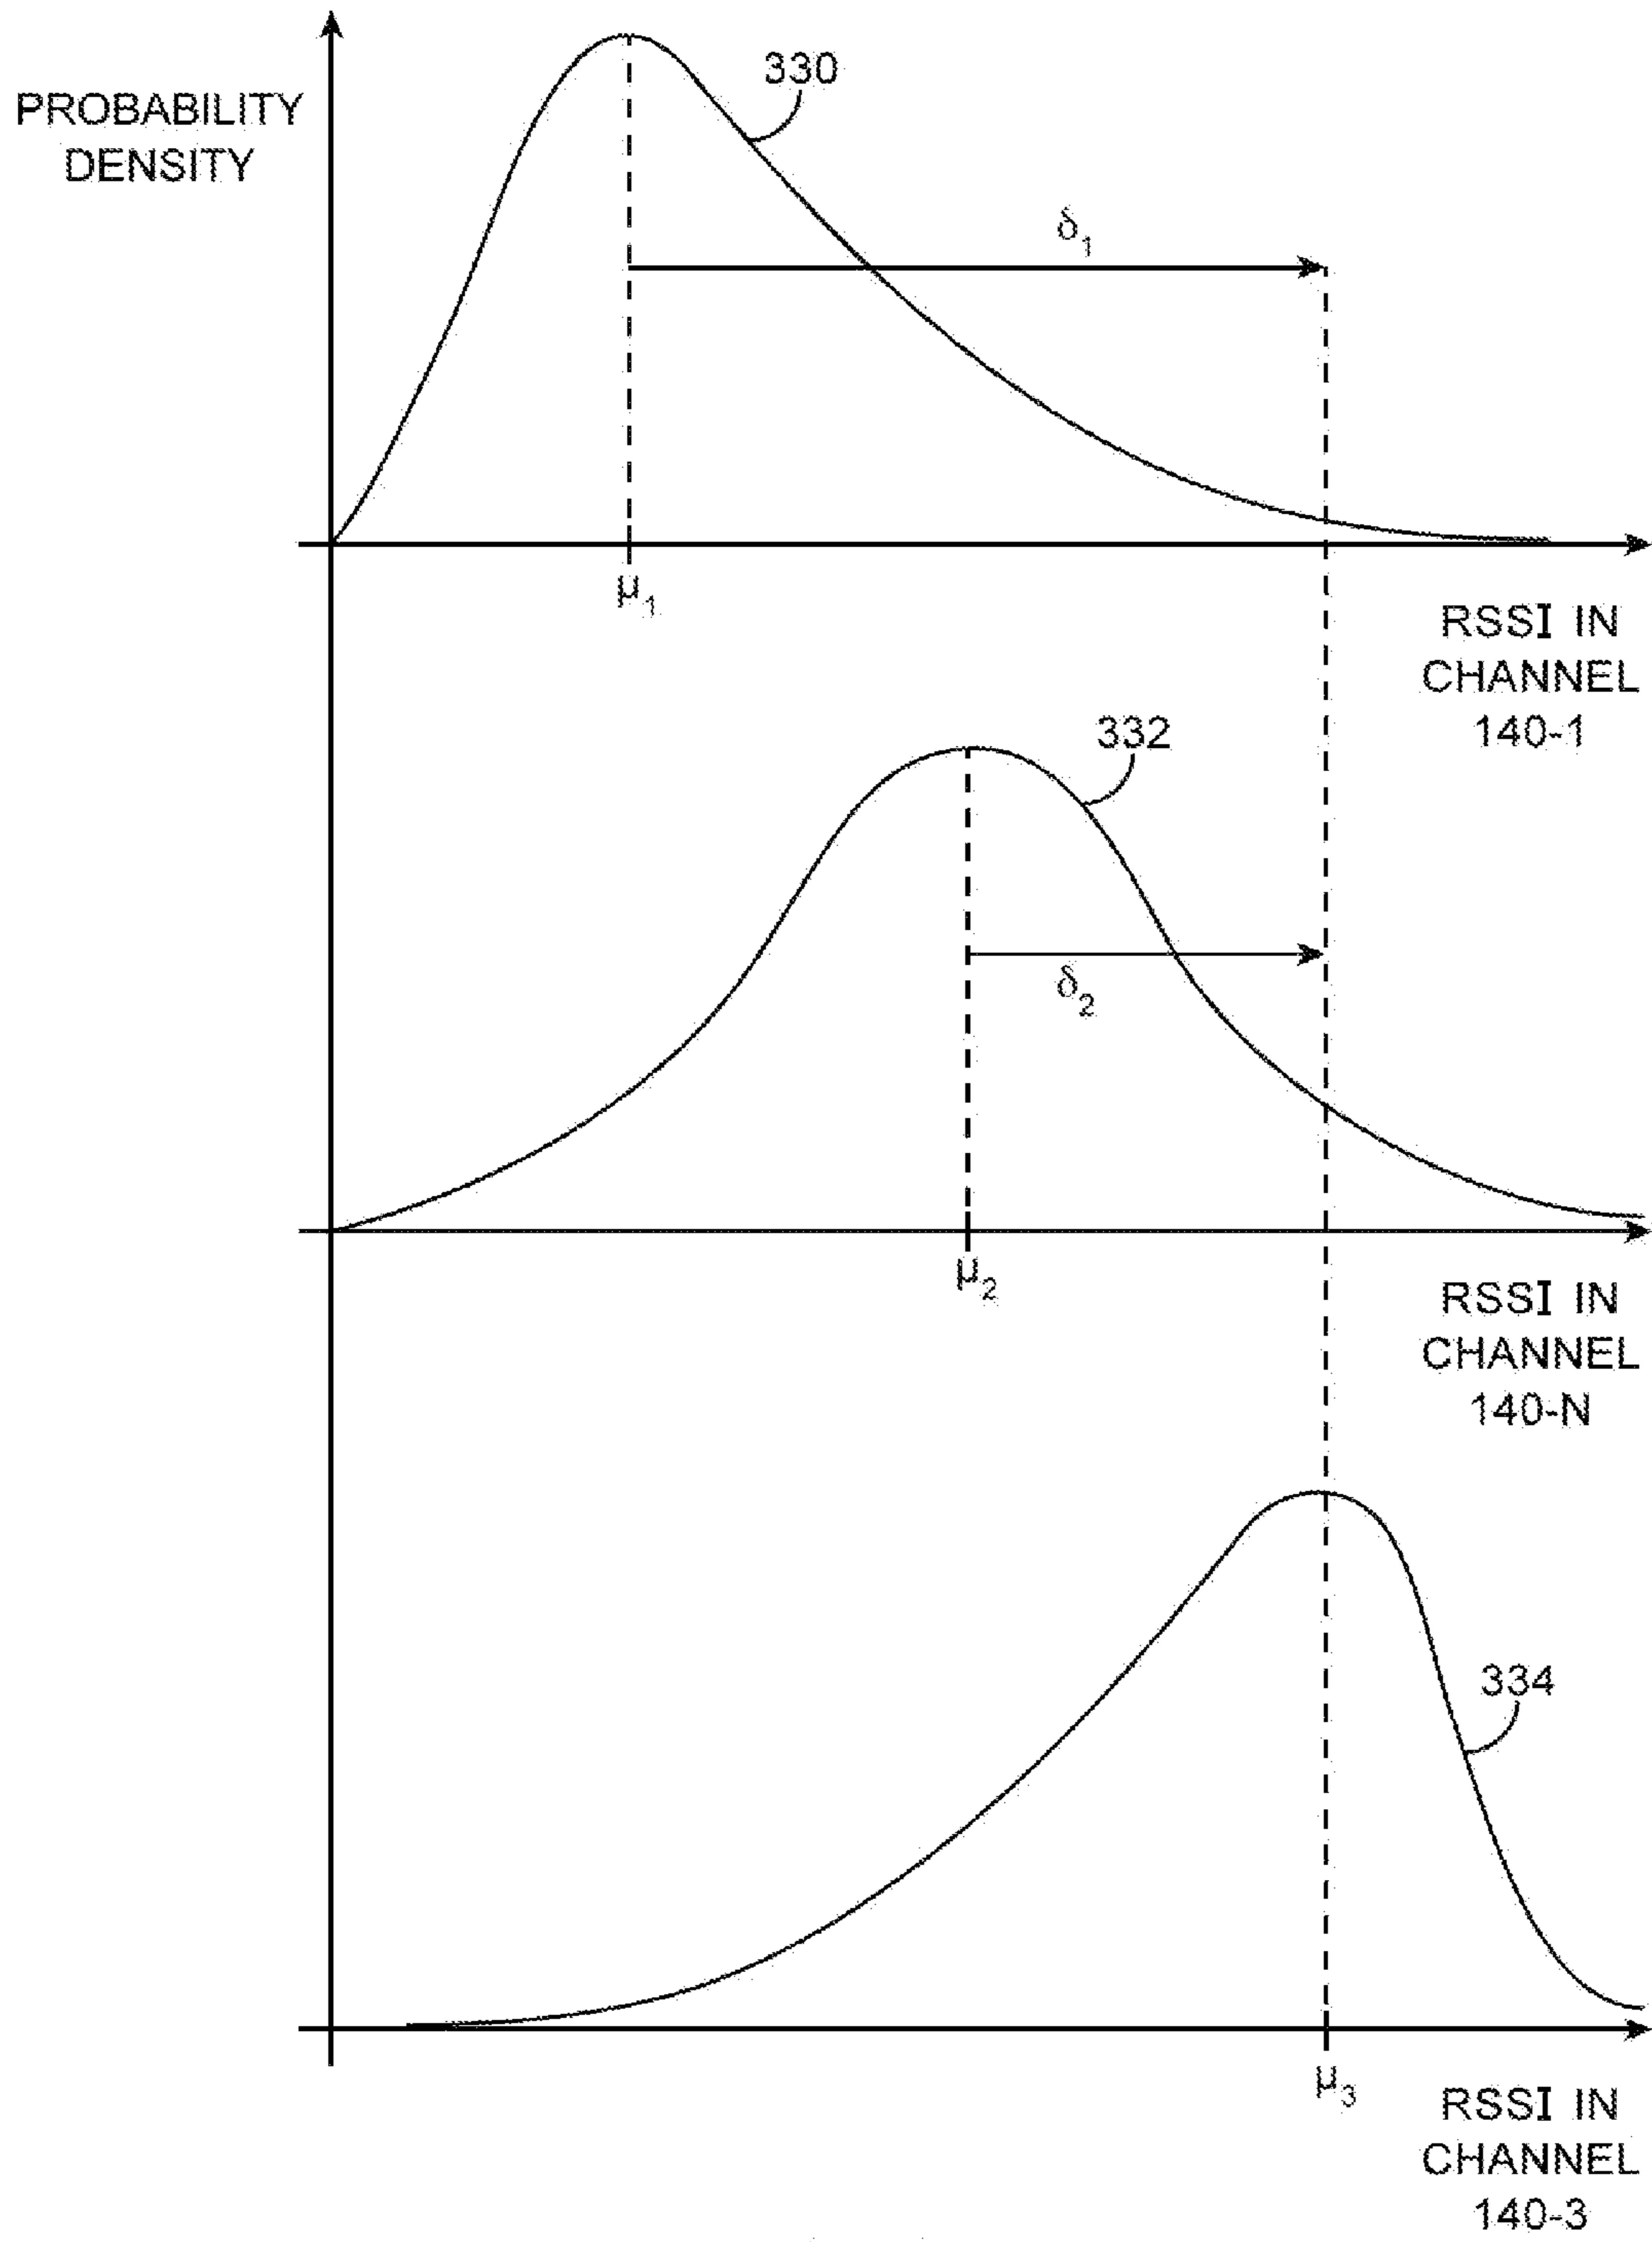 PROBABILITY
DENSITY
330
δ₁
μ₁
RSSI IN
CHANNEL
140-1
332
δ₂
μ₂
RSSI IN
CHANNEL
140-N
334
μ₃
RSSI IN
CHANNEL
140-3